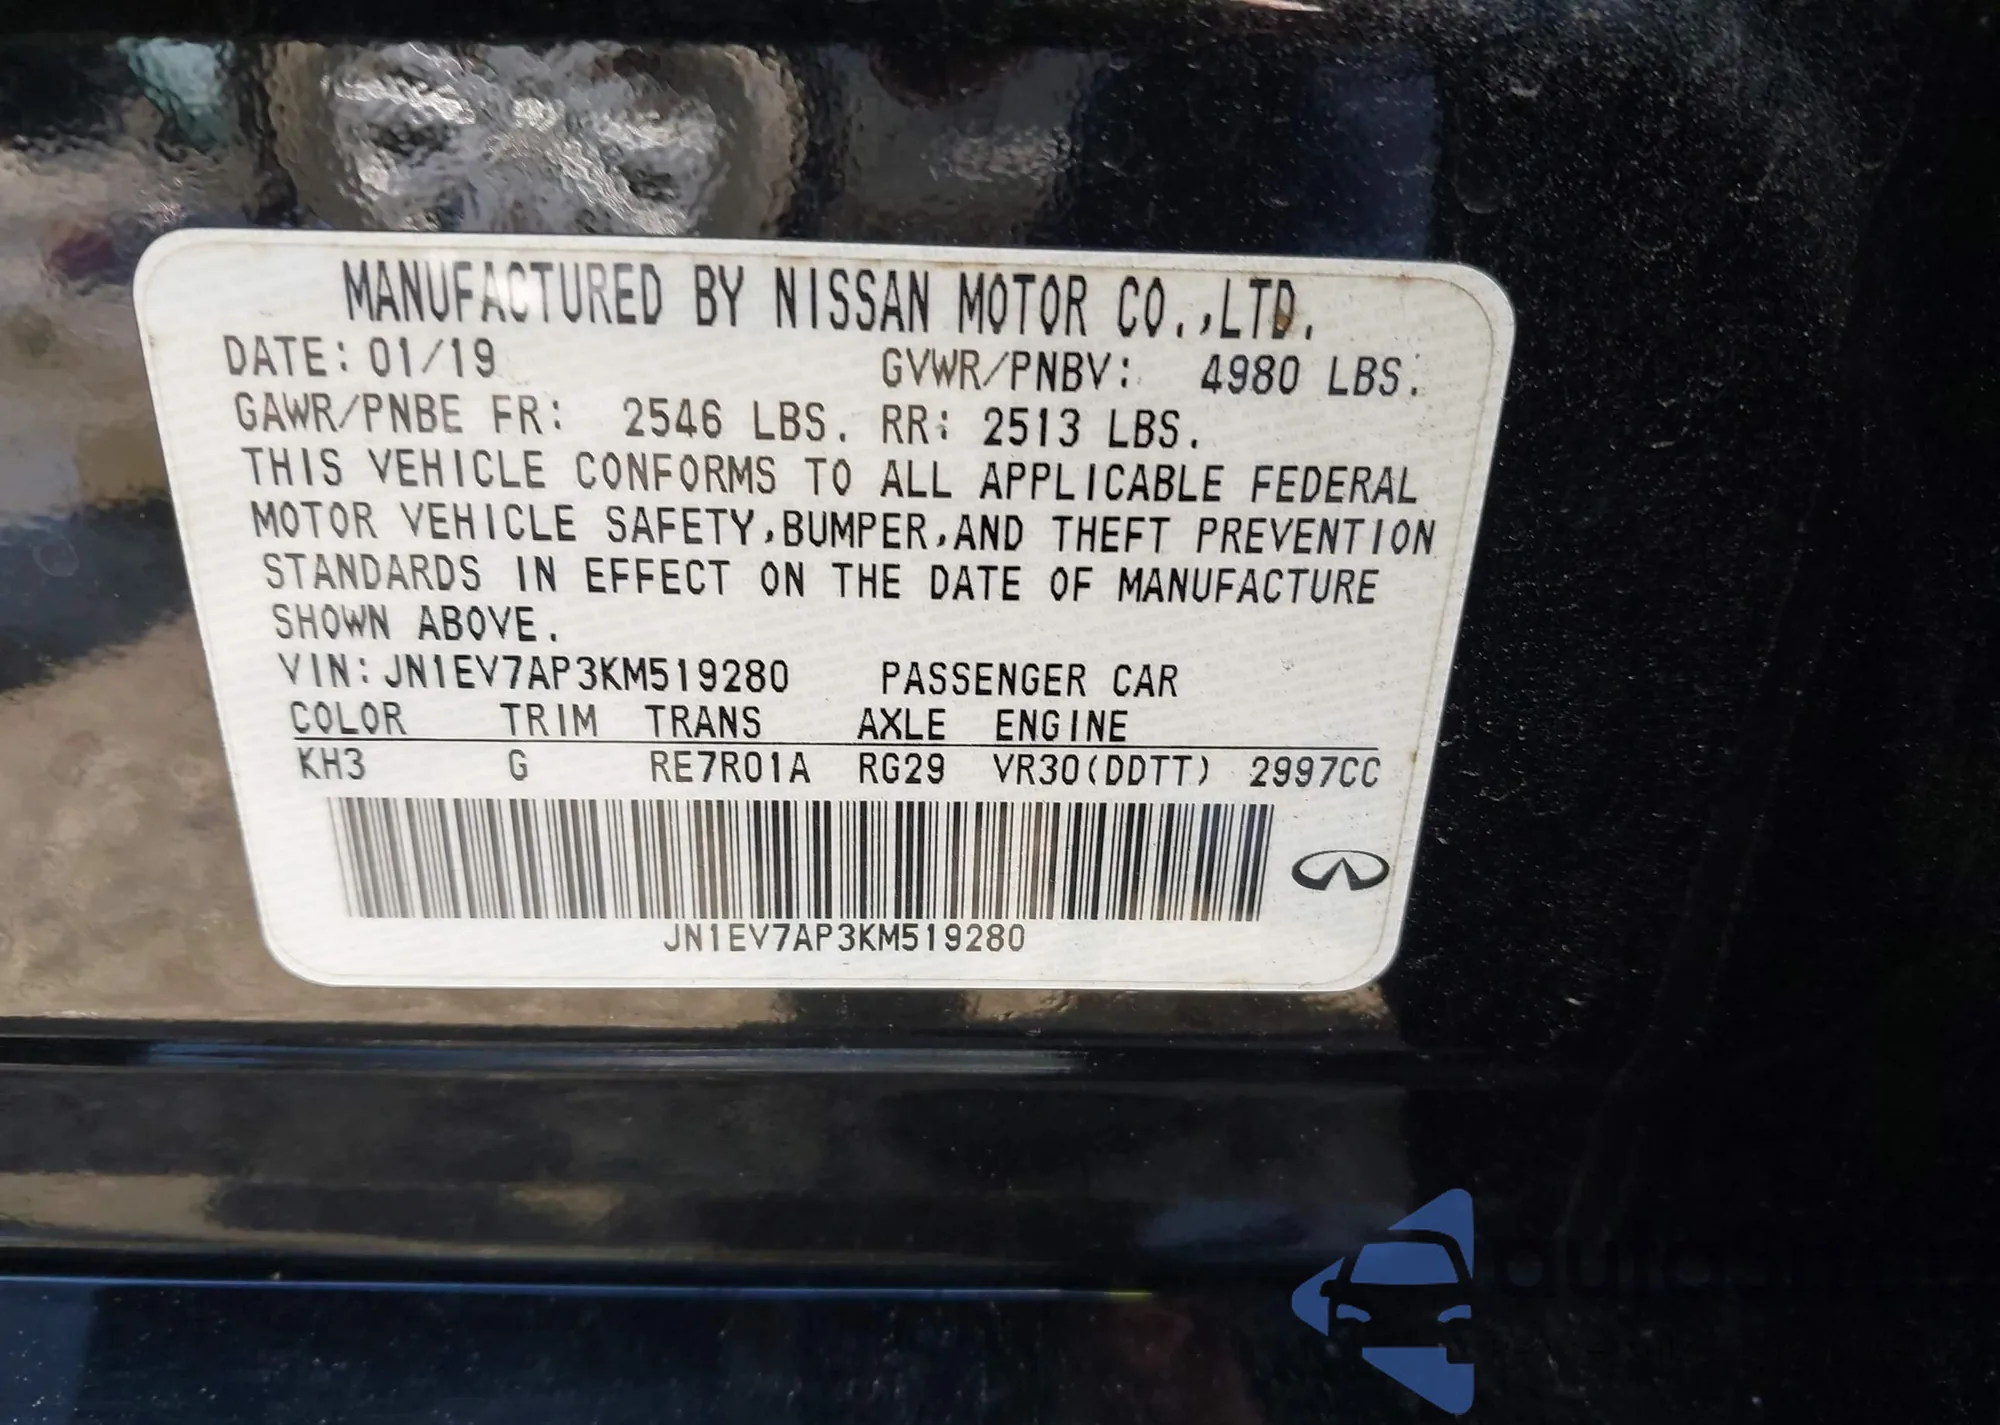 MANUFACTURED BY NISSAN MOTOR CO.,LTD.
DATE: 01/19 GVWR/PNBV: 4980 LBS.
GAWR/PNBE FR: 2546 LBS. RR: 2513 LBS.
THIS VEHICLE CONFORMS TO ALL APPLICABLE FEDERAL
MOTOR VEHICLE SAFETY,BUMPER,AND THEFT PREVENTION
STANDARDS IN EFFECT ON THE DATE OF MANUFACTURE
SHOWN ABOVE.
VIN:JN1EV7AP3KM519280 PASSENGER CAR
COLOR TRIM TRANS AXLE ENGINE
KH3 G RE7R01A RG29 VR30(DDTT) 2997CC
JN1EV7AP3KM519280